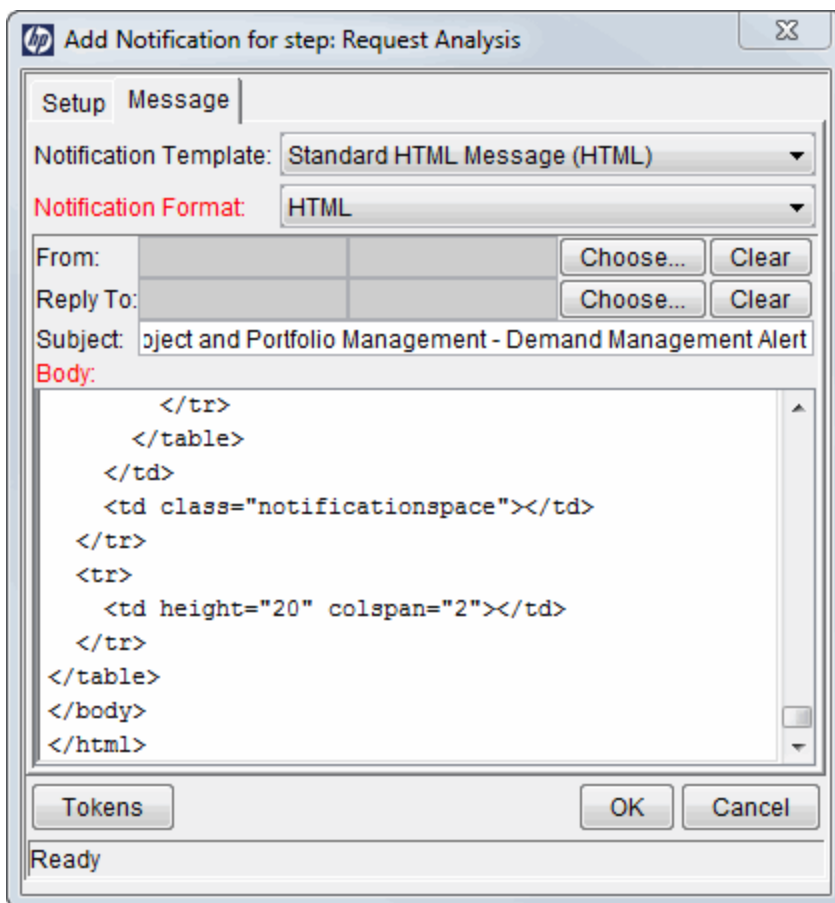 hp Add Notification for step: Request Analysis
Setup Message
Notification Template: Standard HTML Message (HTML)
Notification Format: HTML
From: Choose... Clear
Reply To: Choose... Clear
Subject: oject and Portfolio Management - Demand Management Alert
Body:
</tr>
</table>
</td>
<td class="notificationspace"></td>
</tr>
<tr>
<td height="20" colspan="2"></td>
</tr>
</table>
</body>
</html>
Tokens OK Cancel
Ready